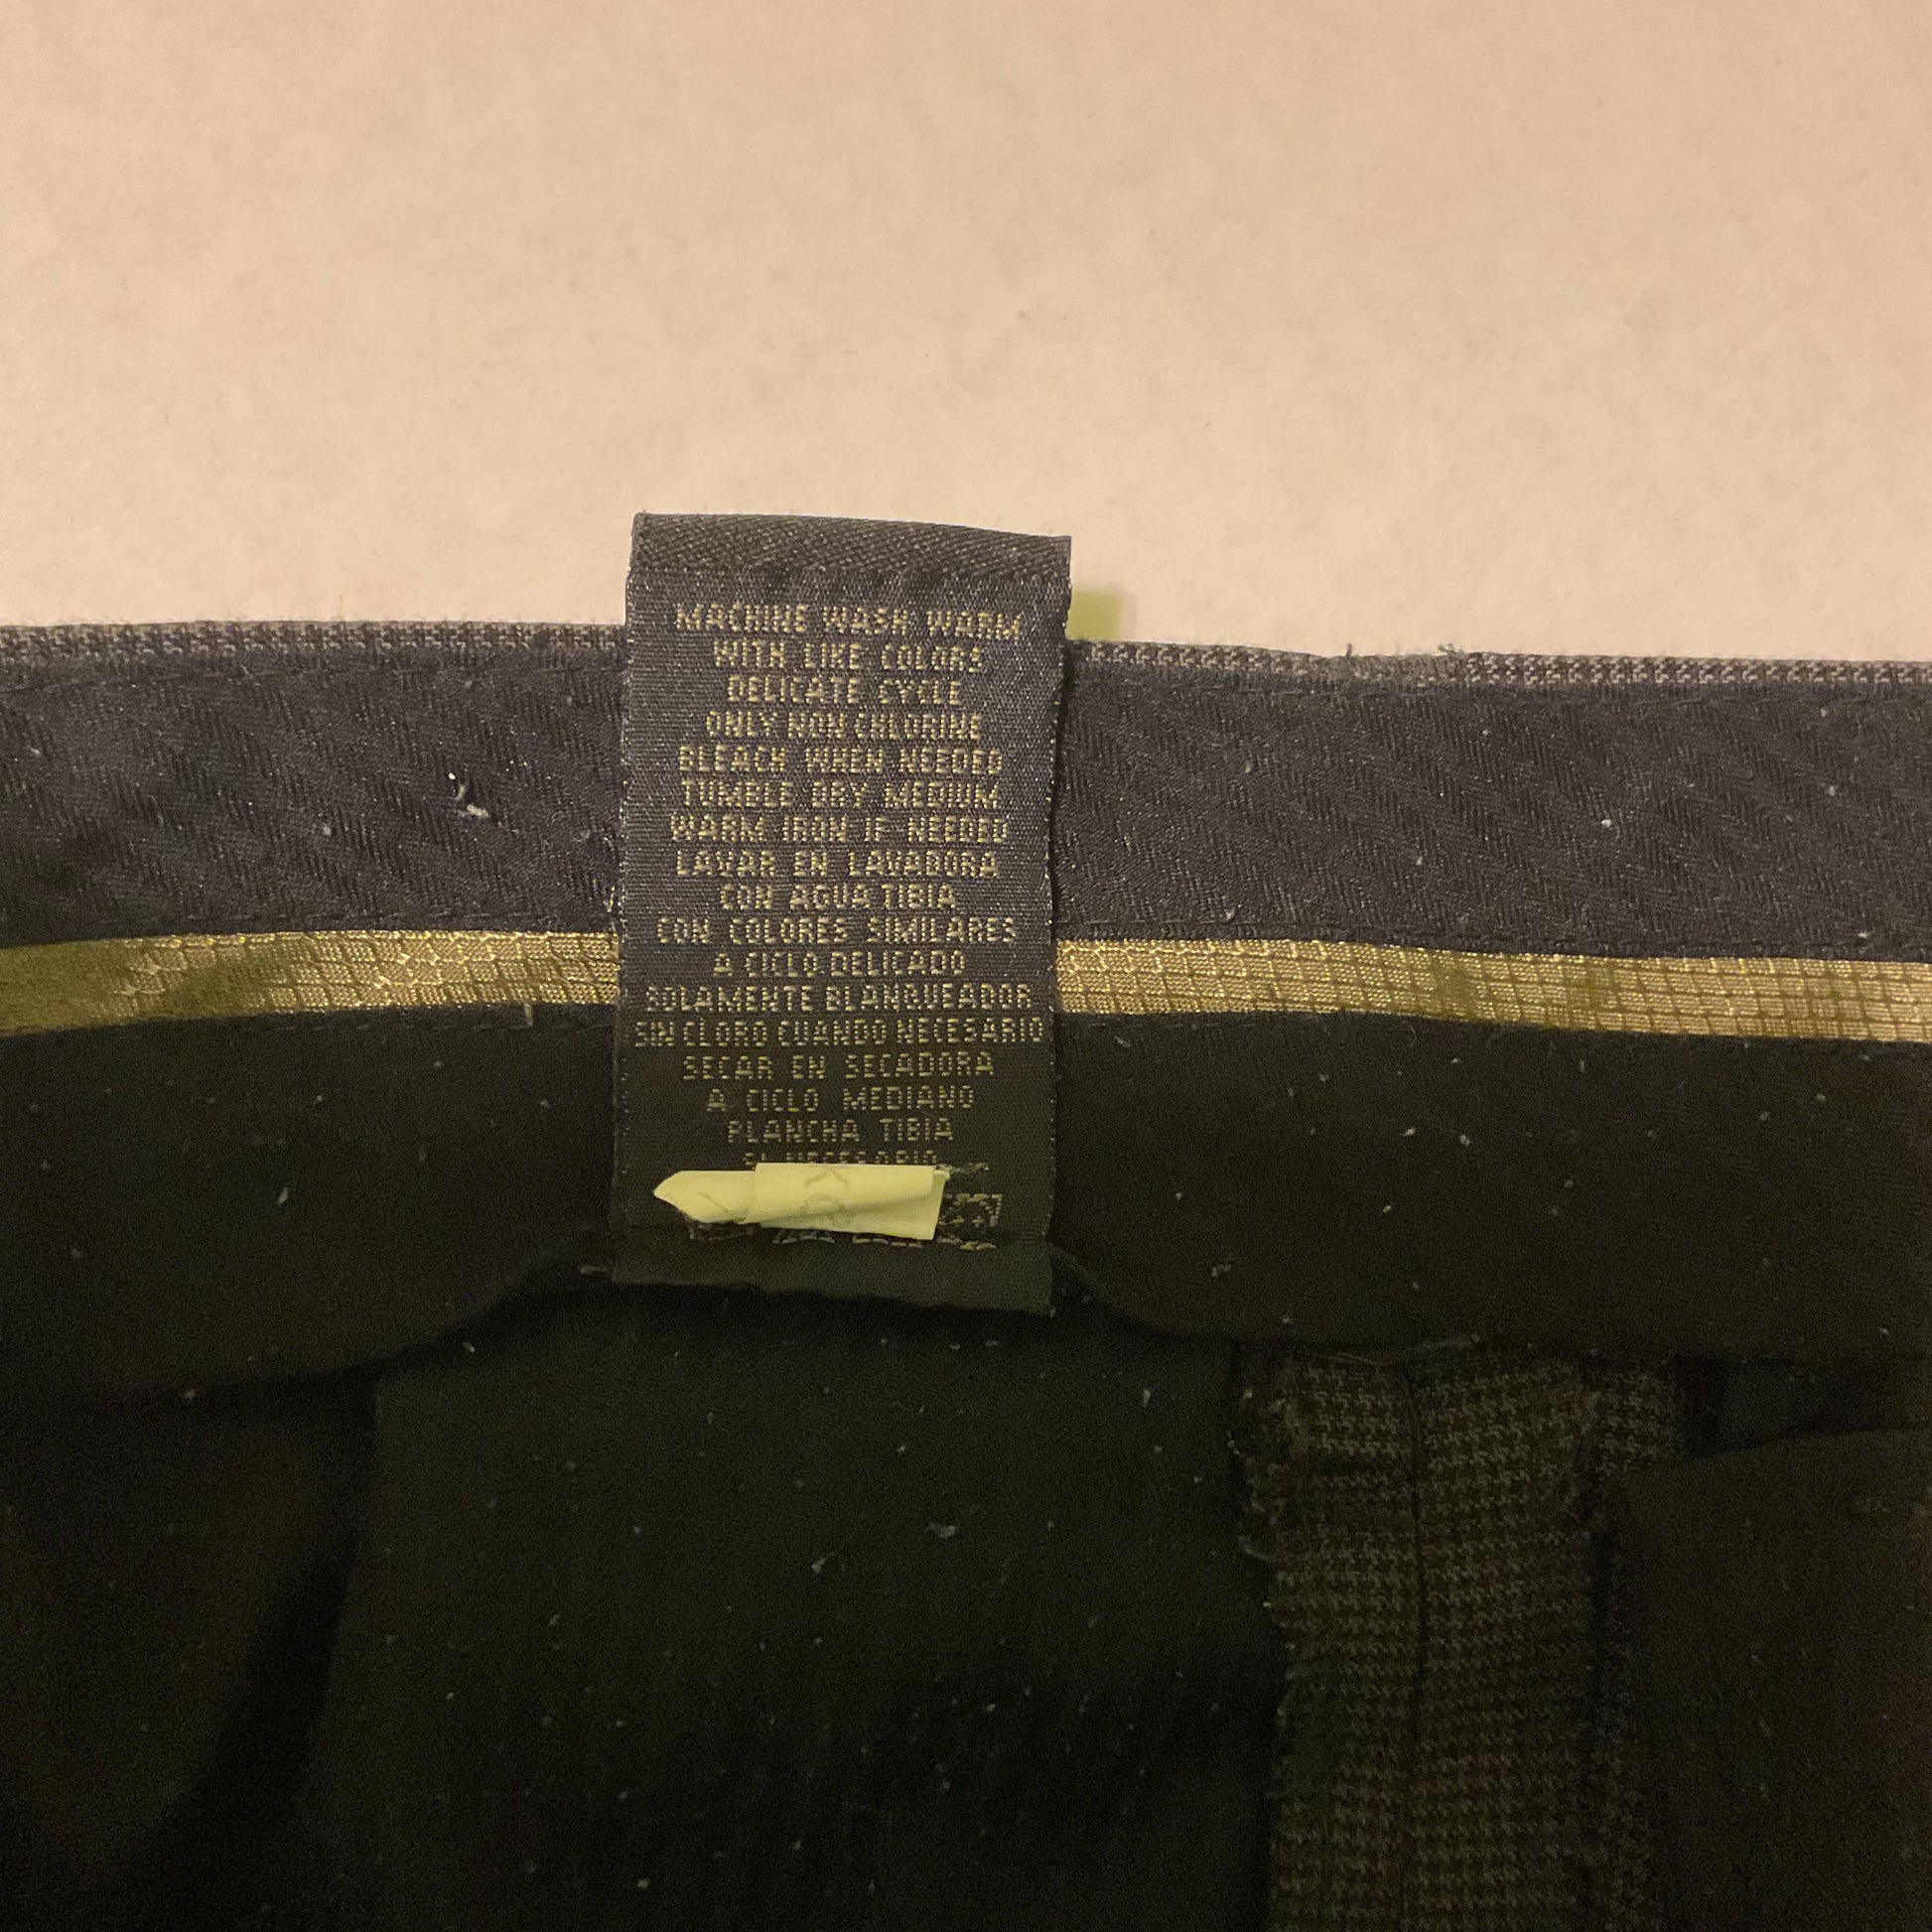 MACHINE WASH WARM
WITH LIKE COLORS
DELICATE CYCLE
ONLY NON CHLORINE
BLEACH WHEN NEEDED
TUMBLE DRY MEDIUM
WARM IRON IF NEEDED
LAVAR EN LAVADORA
CON AGUA TIBIA
CON COLORES SIMILARES
A CICLO DELICADO
SOLAMENTE BLANQUEADOR
SIN CLORO CUANDO NECESARIO
SECAR EN SECADORA
A CICLO MEDIANO
PLANCHA TIBIA
SI NECESARIO